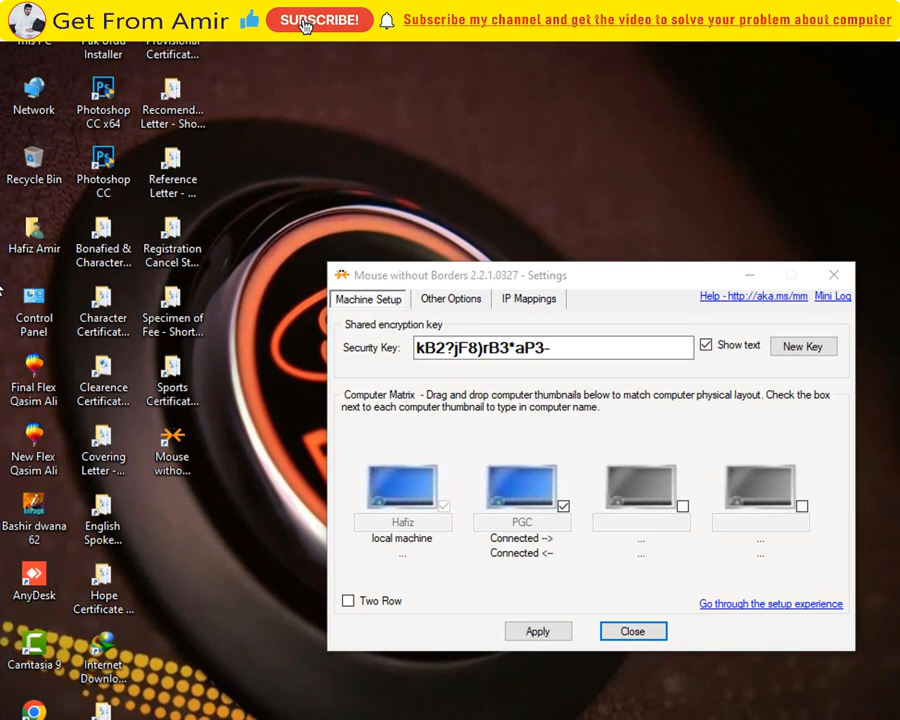 Get From Amir
SUBSCRIBE!
Subscribe my channel and get the video to solve your problem about computer
This PC
Pak Urdu
Installer
Provisional
Certificat...
Network
Photoshop
CC x64
Recomend...
Letter - Sho...
Recycle Bin
Photoshop
CC
Reference
Letter - ...
Hafiz Amir
Bonafied &
Character...
Registration
Cancel St...
Control
Panel
Character
Certificat...
Specimen of
Fee - Short...
Final Flex
Qasim Ali
Clearence
Certificat...
Sports
Certificat...
New Flex
Qasim Ali
Covering
Letter -...
Mouse
witho...
Bashir dwana
62
English
Spoke...
AnyDesk
Hope
Certificate ...
Camtasia 9
Internet
Downlo...
Mouse without Borders 2.2.1.0327 - Settings
Machine Setup
Other Options
IP Mappings
Help - http://aka.ms/mm
Mini Log
Shared encryption key
Security Key:
kB2?jF8)rB3*aP3-
Show text
New Key
Computer Matrix - Drag and drop computer thumbnails below to match computer physical layout. Check the box
next to each computer thumbnail to type in computer name.
Hafiz
PGC
local machine
Connected -->
...
...
...
Connected <--
...
...
Two Row
Go through the setup experience
Apply
Close